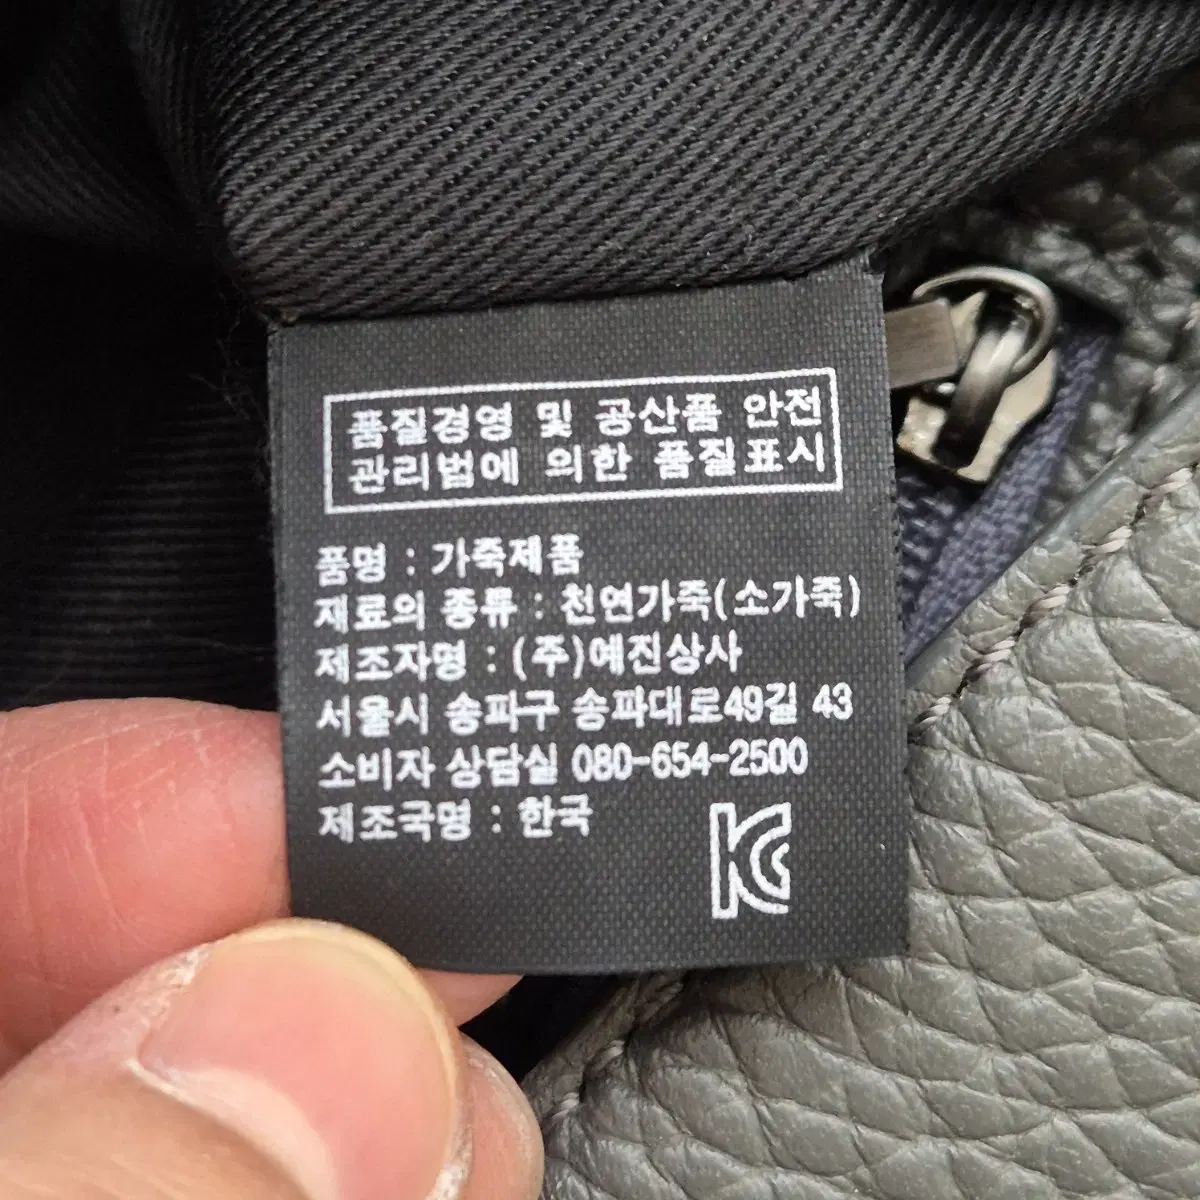 품질경영 및 공산품 안전
관리법에 의한 품질표시
품명 : 가죽제품
재료의 종류 : 천연가죽(소가죽)
제조자명 : (주)예진상사
서울시 송파구 송파대로49길 43
소비자 상담실 080-654-2500
제조국명 : 한국
KC